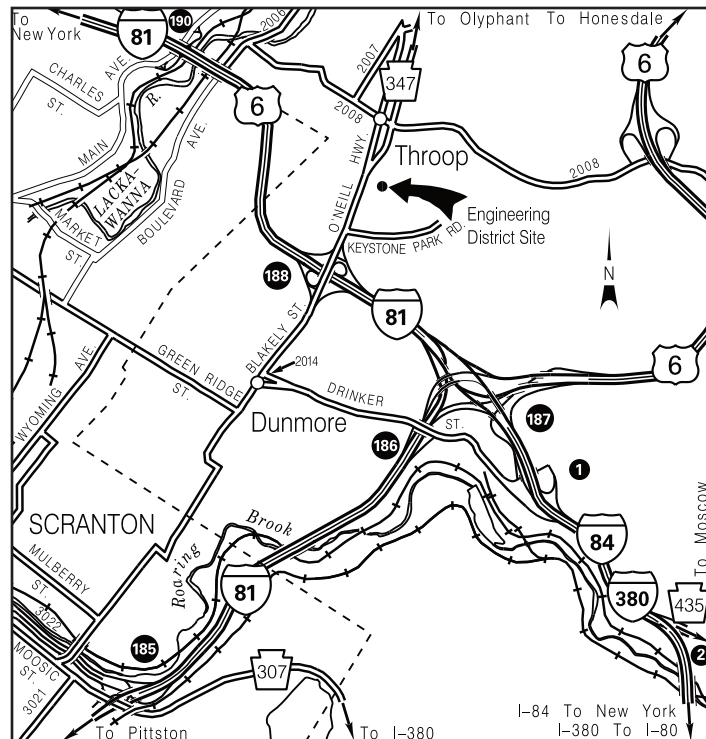 To
New York
81
190
2006
To Olyphant To Honesdale
CHARLES
ST.
AVE.
R.
6
2007
2008
347
6
MAIN
AVE.
HWY.
Throop
2008
LACKA-
WANNA
MARKET
ST
BOULEVARD
O'NEILL
Engineering
District Site
KEYSTONE PARK RD.
N
188
81
BLAKELY ST.
6
WYOMING AVE.
GREEN RIDGE
ST.
2014
DRINKER
ST.
Dunmore
187
186
1
SCRANTON
Roaring
Brook
84
To Moscow
MULBERRY
ST.
81
380
435
3022
185
2
MOOSIC
ST.
3021
307
To Pittston
To I-380
I-84 To New York
I-380 To I-80